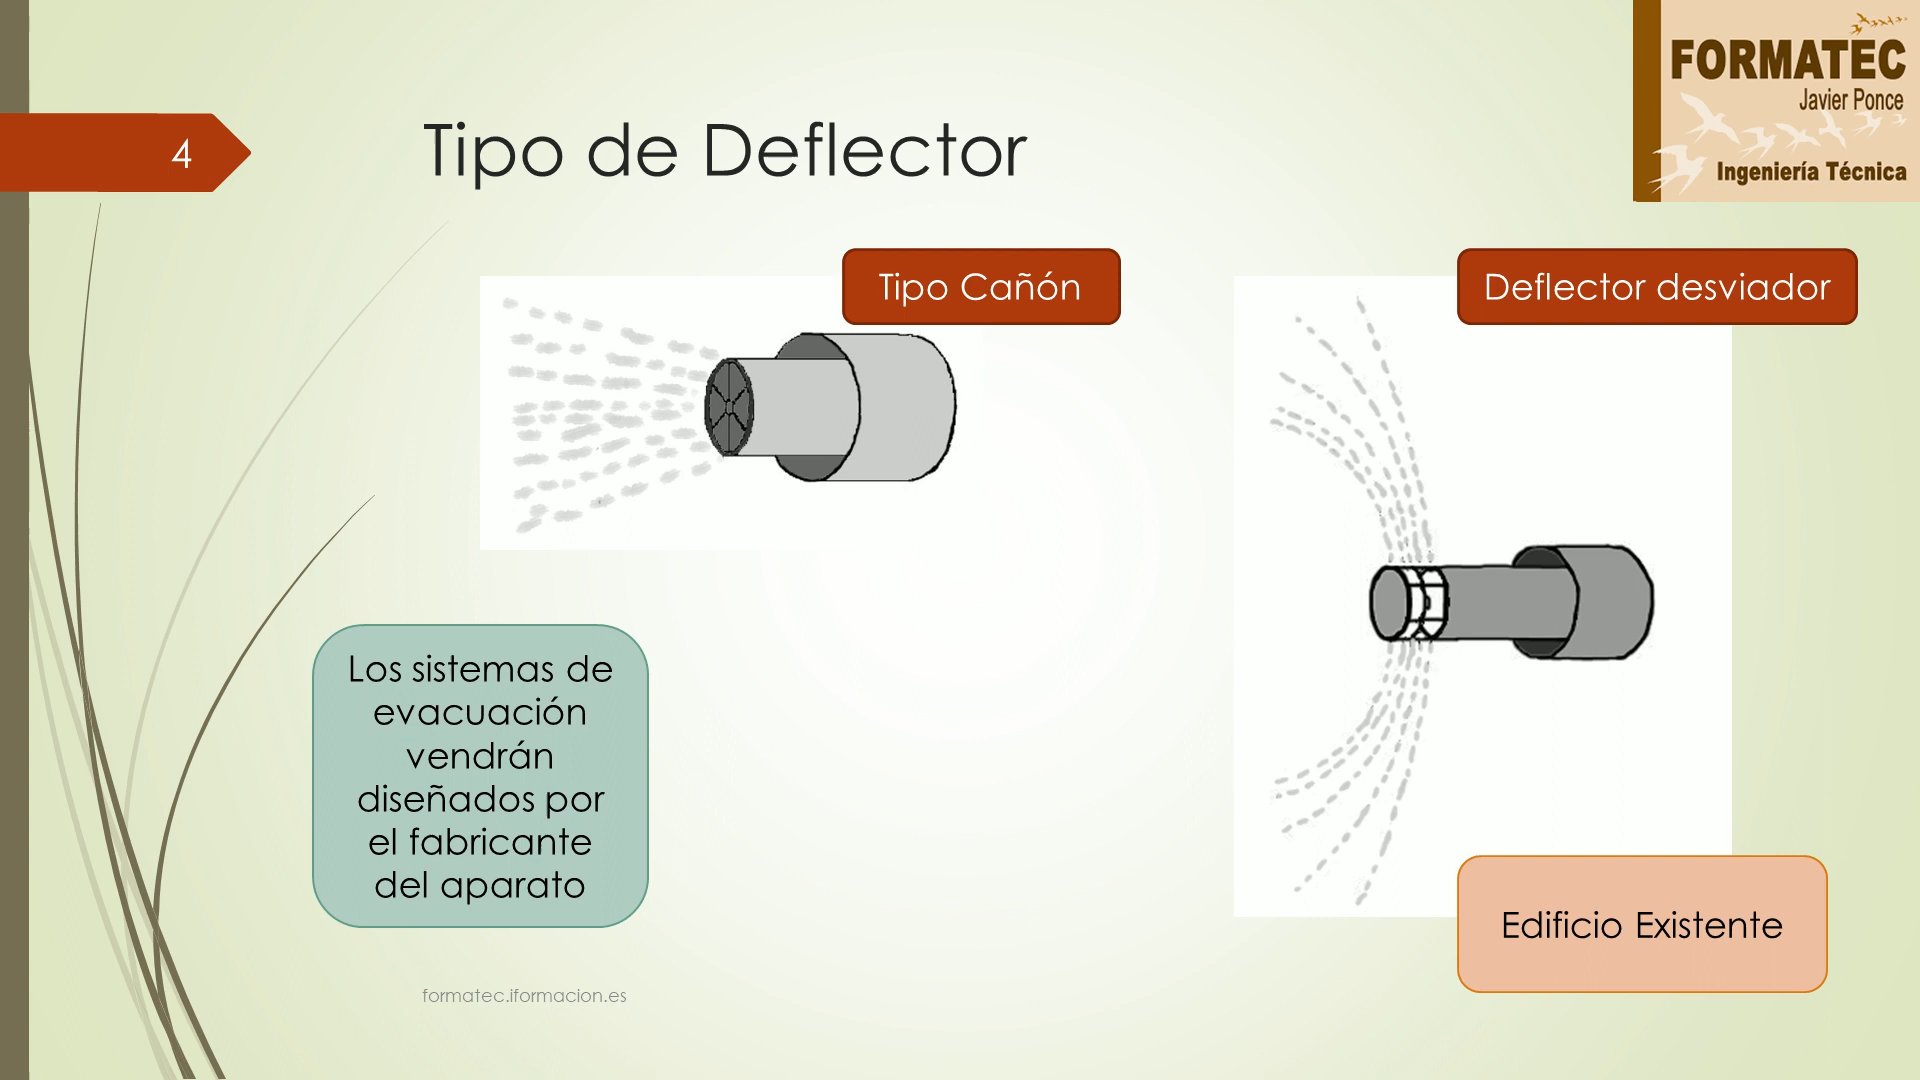 FORMATEC
Javier Ponce
Ingeniería Técnica
4
Tipo de Deflector
Tipo Cañón
Deflector desviador
Los sistemas de
evacuación
vendrán
diseñados por
el fabricante
del aparato
Edificio Existente
formatec.iformacion.es